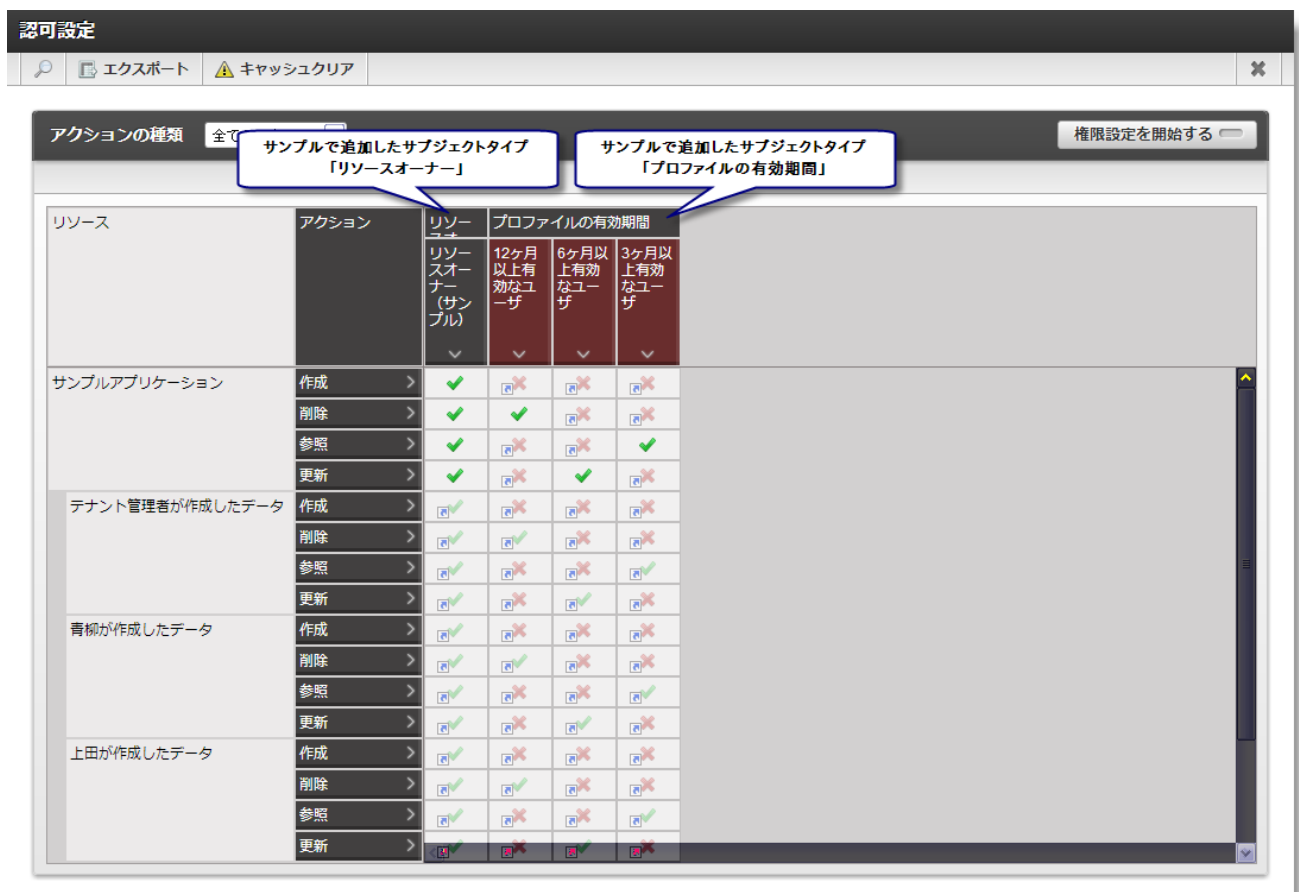 認可設定
エクスポート
キャッシュクリア
アクションの種類
全て
権限設定を開始する
サンプルで追加したサブジェクトタイプ
「リソースオーナー」
サンプルで追加したサブジェクトタイプ
「プロファイルの有効期間」
リソース
アクション
リソー
プロファイルの有効期間
リソー
スオー
ナー
（サン
プル）
12ヶ月
以上有
効なユ
ーザ
6ヶ月以
上有効
なユー
ザ
3ヶ月以
上有効
なユー
ザ
サンプルアプリケーション
作成
削除
参照
更新
テナント管理者が作成したデータ
作成
削除
参照
更新
青柳が作成したデータ
作成
削除
参照
更新
上田が作成したデータ
作成
削除
参照
更新